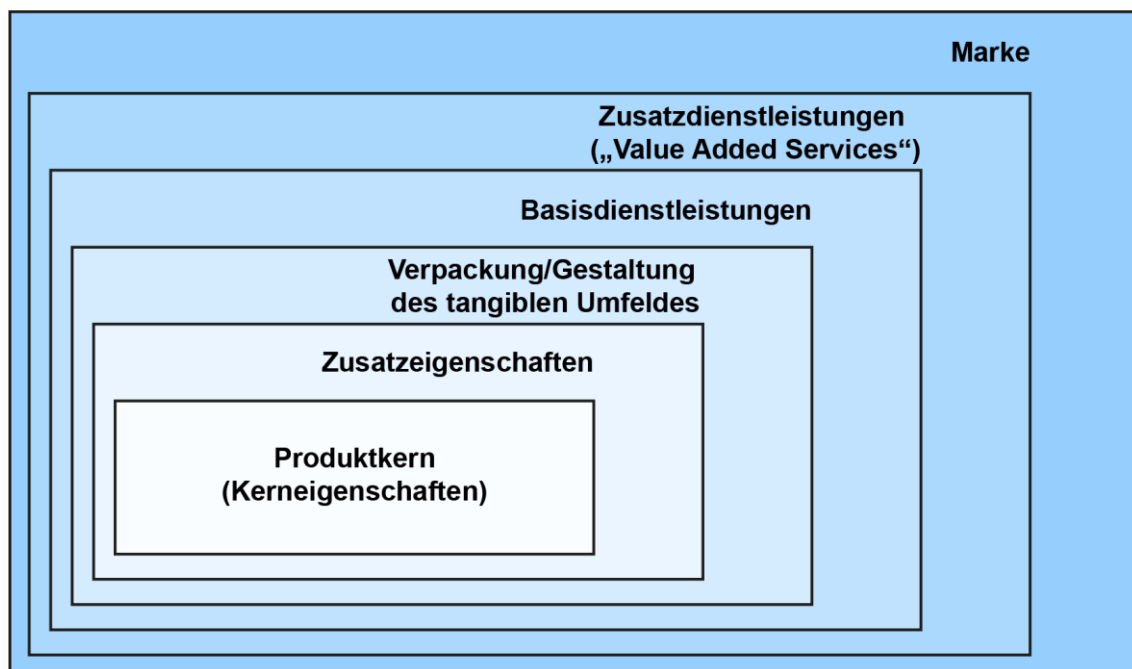 Marke
Zusatzdienstleistungen
(„Value Added Services“)
Basisdienstleistungen
Verpackung/Gestaltung
des tangiblen Umfeldes
Zusatzeigenschaften
Produktkern
(Kerneigenschaften)